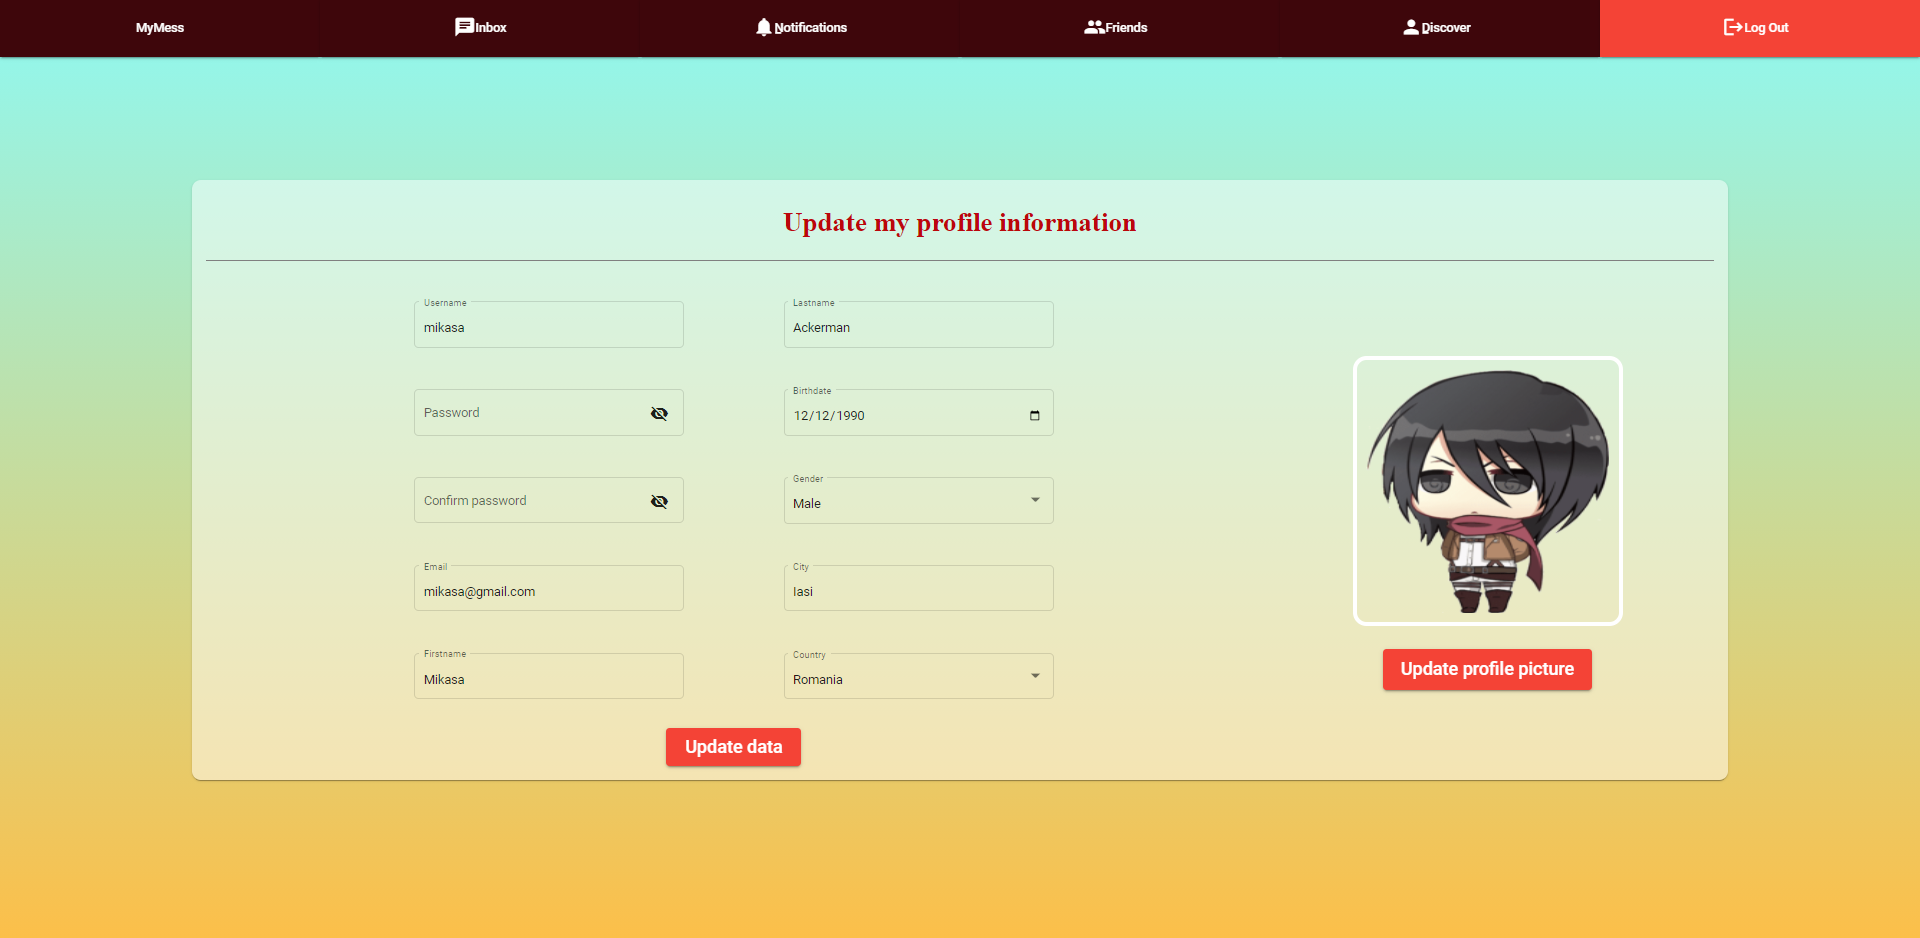 MyMess
Inbox
Notifications
Friends
Discover
Log Out
Update my profile information
Username
mikasa
Lastname
Ackerman
Password
Birthdate
12/12/1990
Confirm password
Gender
Male
Email
mikasa@gmail.com
City
Iasi
Firstname
Mikasa
Country
Romania
Update profile picture
Update data